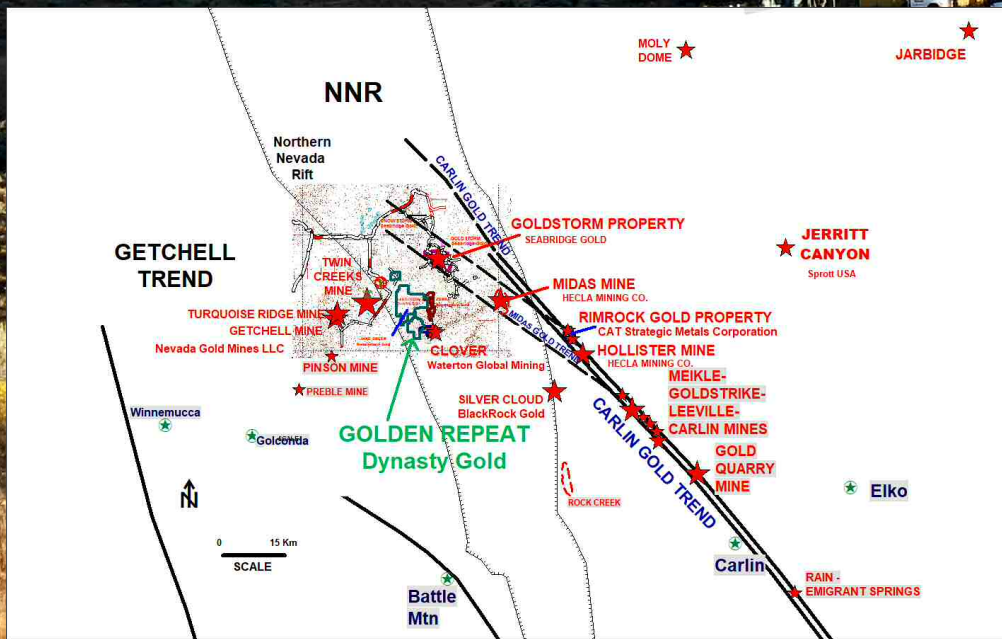 MOLY
DOME
JARBIDGE
NNR
Northern
Nevada
Rift
CARLIN GOLD TREND
GOLDSTORM PROPERTY
SEABRIDGE GOLD
JERRITT
CANYON
Sprott USA
GETCHELL
TREND
TWIN
CREEKS
MINE
MIDAS MINE
HECLA MINING CO.
TURQUOISE RIDGE MINE
GETCHELL MINE
Nevada Gold Mines LLC
MIDAS GOLD TREND
RIMROCK GOLD PROPERTY
CAT Strategic Metals Corporation
CLOVER
Waterton Global Mining
HOLLISTER MINE
HECLA MINING CO.
PINSON MINE
PREBLE MINE
MEIKLE-
GOLDSTRIKE-
LEEVILLE-
CARLIN MINES
SILVER CLOUD
BlackRock Gold
Winnemucca
Golconda
GOLDEN REPEAT
Dynasty Gold
CARLIN GOLD TREND
GOLD
QUARRY
MINE
ROCK CREEK
Elko
N
0 15 Km
SCALE
Carlin
Battle
Mtn
RAIN -
EMIGRANT SPRINGS